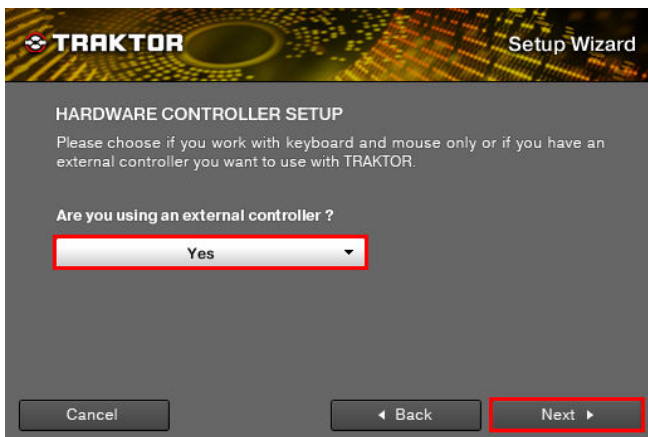 TRAKTOR
Setup Wizard
HARDWARE CONTROLLER SETUP
Please choose if you work with keyboard and mouse only or if you have an
external controller you want to use with TRAKTOR.
Are you using an external controller ?
Yes
Cancel
Back
Next